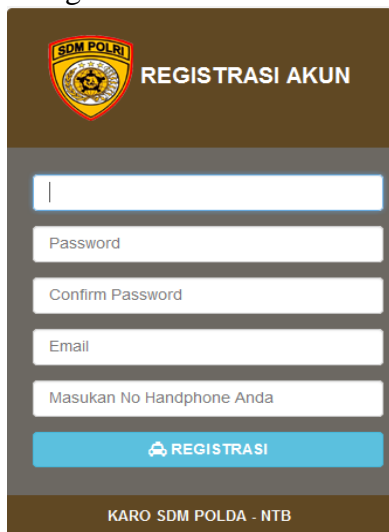 SDM POLRI
REGISTRASI AKUN
Password
Confirm Password
Email
Masukan No Handphone Anda
REGISTRASI
KARO SDM POLDA - NTB